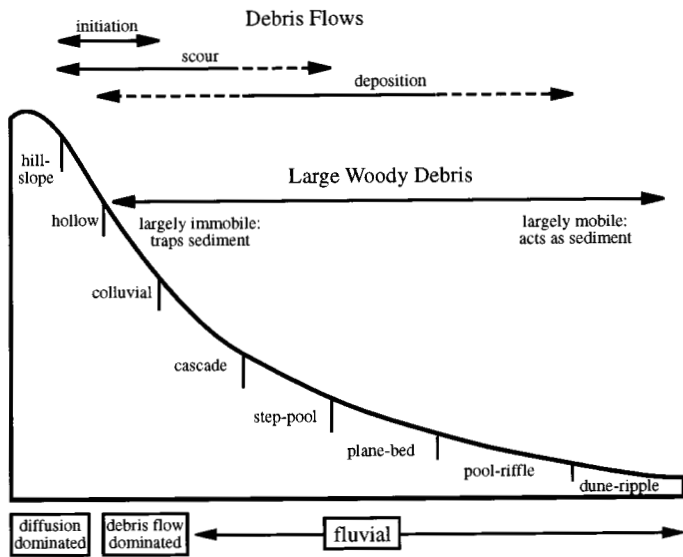 Debris Flows
initiation
scour
deposition
hill-
slope
Large Woody Debris
hollow
largely immobile:
traps sediment
largely mobile:
acts as sediment
colluvial
cascade
step-pool
plane-bed
pool-riffle
dune-ripple
diffusion
dominated
debris flow
dominated
fluvial